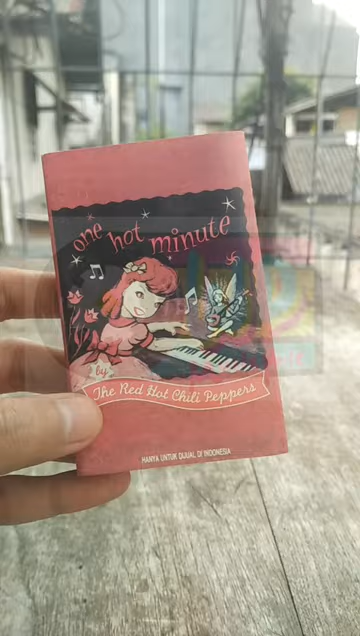 one hot minute
by
The Red Hot Chili Peppers
HANYA UNTUK DIJUAL DI INDONESIA